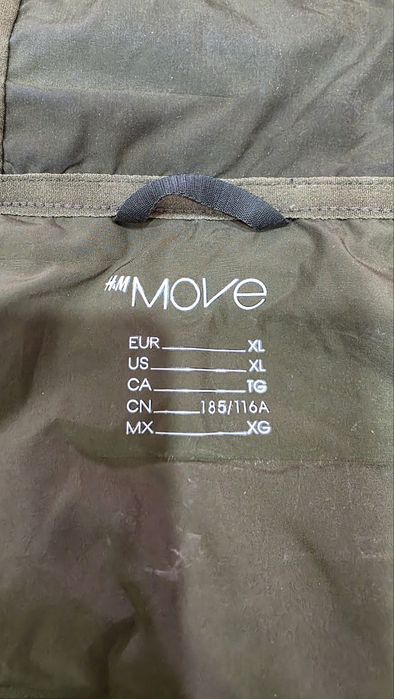 H&M MOVE
EUR XL
US XL
CA TG
CN 185/116A
MX XG